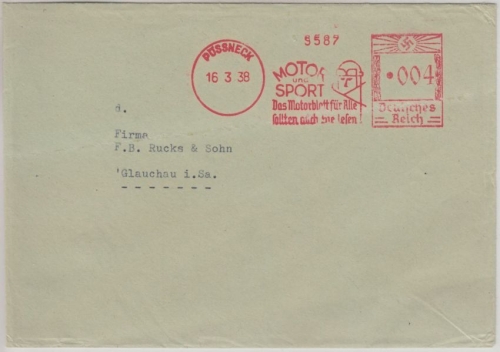 5587
PÖSSNECK
16 3 38
MOTOR
UND
SPORT
Das Motorblatt für Alle
sollten auch Sie lesen!
004
Deutsches
Reich
4.
Firma
F.B. Rucks & Sohn
'Glauchau i.Sa.